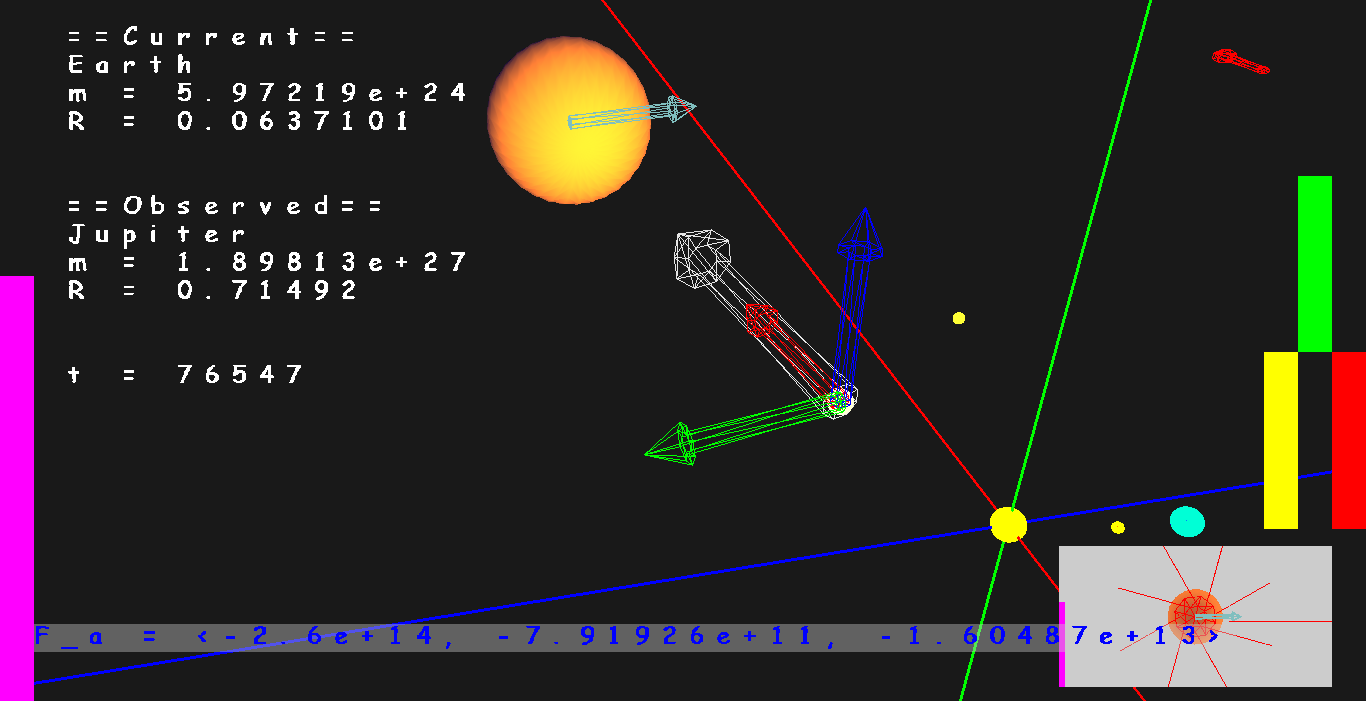 ==Current==
Earth
m = 5.97219e+24
R = 0.0637101
==Observed==
Jupiter
m = 1.89813e+27
R = 0.71492
t = 76547
F_a = <-2.6e+14, -7.91926e+11, -1.60487e+13>